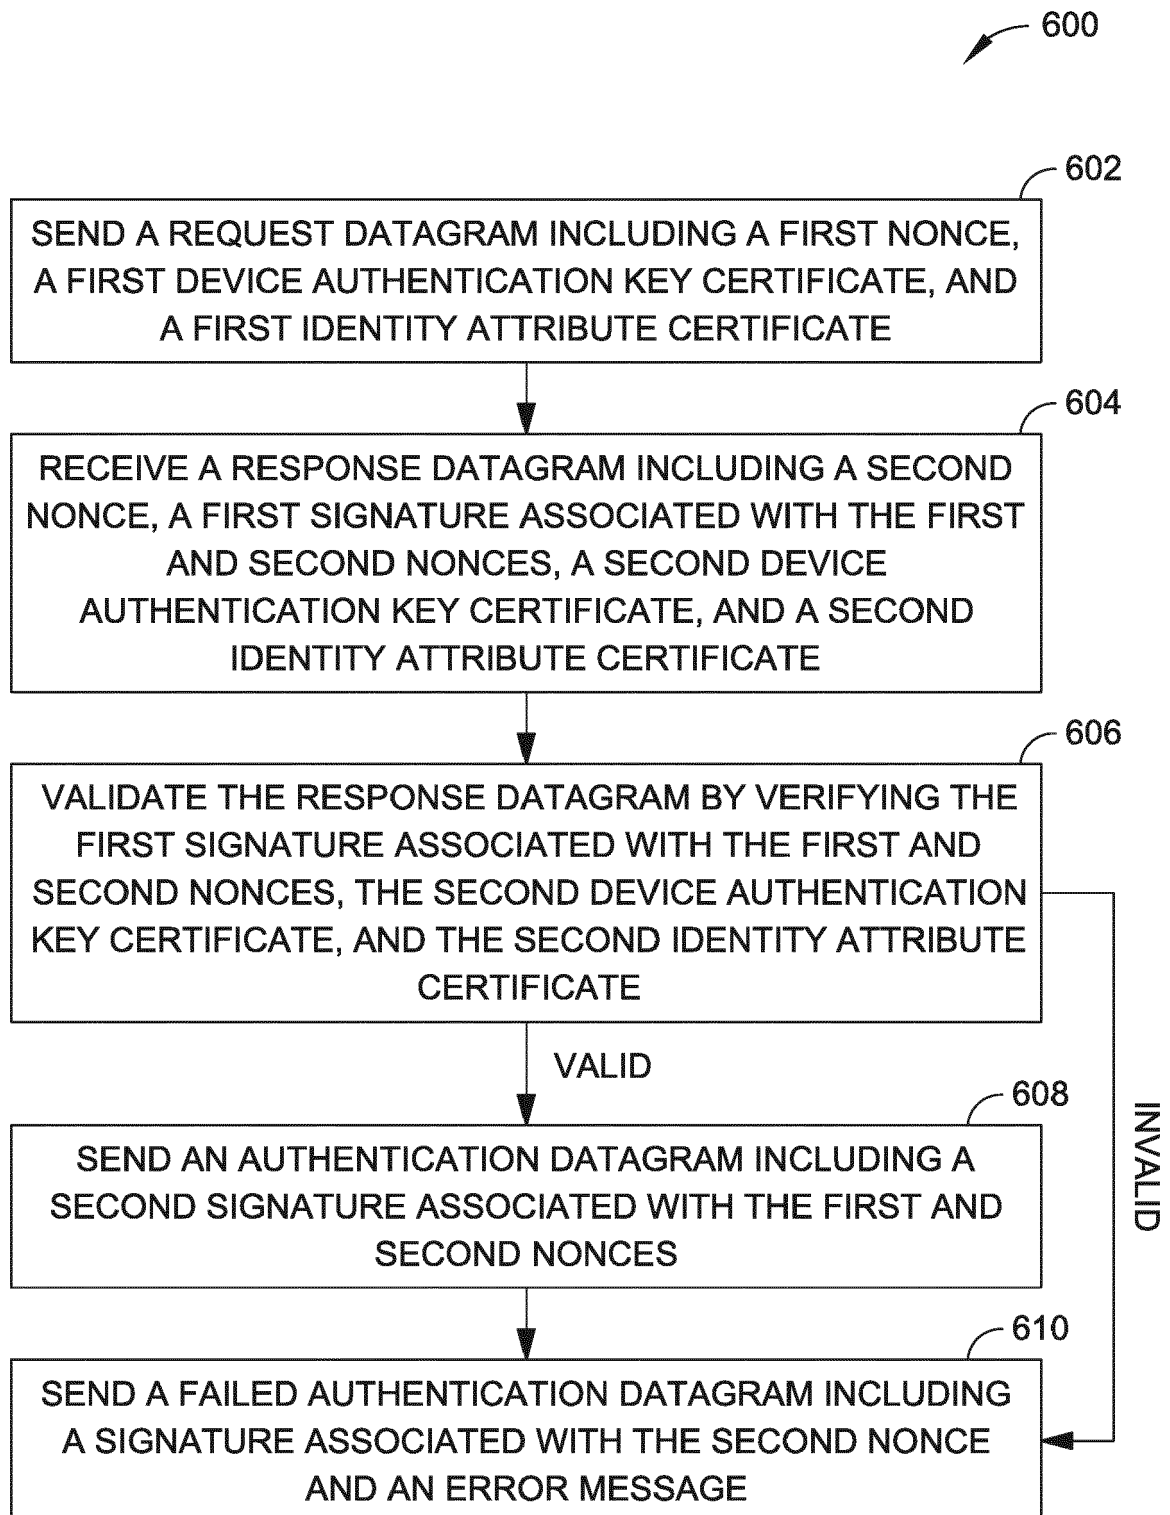 600
602
SEND A REQUEST DATAGRAM INCLUDING A FIRST NONCE,
A FIRST DEVICE AUTHENTICATION KEY CERTIFICATE, AND
A FIRST IDENTITY ATTRIBUTE CERTIFICATE
604
RECEIVE A RESPONSE DATAGRAM INCLUDING A SECOND
NONCE, A FIRST SIGNATURE ASSOCIATED WITH THE FIRST
AND SECOND NONCES, A SECOND DEVICE
AUTHENTICATION KEY CERTIFICATE, AND A SECOND
IDENTITY ATTRIBUTE CERTIFICATE
606
VALIDATE THE RESPONSE DATAGRAM BY VERIFYING THE
FIRST SIGNATURE ASSOCIATED WITH THE FIRST AND
SECOND NONCES, THE SECOND DEVICE AUTHENTICATION
KEY CERTIFICATE, AND THE SECOND IDENTITY ATTRIBUTE
CERTIFICATE
VALID
INVALID
608
SEND AN AUTHENTICATION DATAGRAM INCLUDING A
SECOND SIGNATURE ASSOCIATED WITH THE FIRST AND
SECOND NONCES
610
SEND A FAILED AUTHENTICATION DATAGRAM INCLUDING
A SIGNATURE ASSOCIATED WITH THE SECOND NONCE
AND AN ERROR MESSAGE